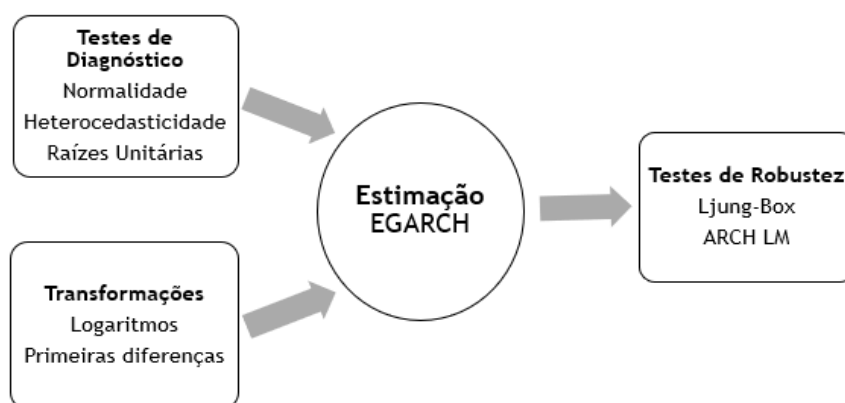 Testes de
Diagnóstico
Normalidade
Heterocedasticidade
Raízes Unitárias
Transformações
Logaritmos
Primeiras diferenças
Estimação
EGARCH
Testes de Robustez
Ljung-Box
ARCH LM